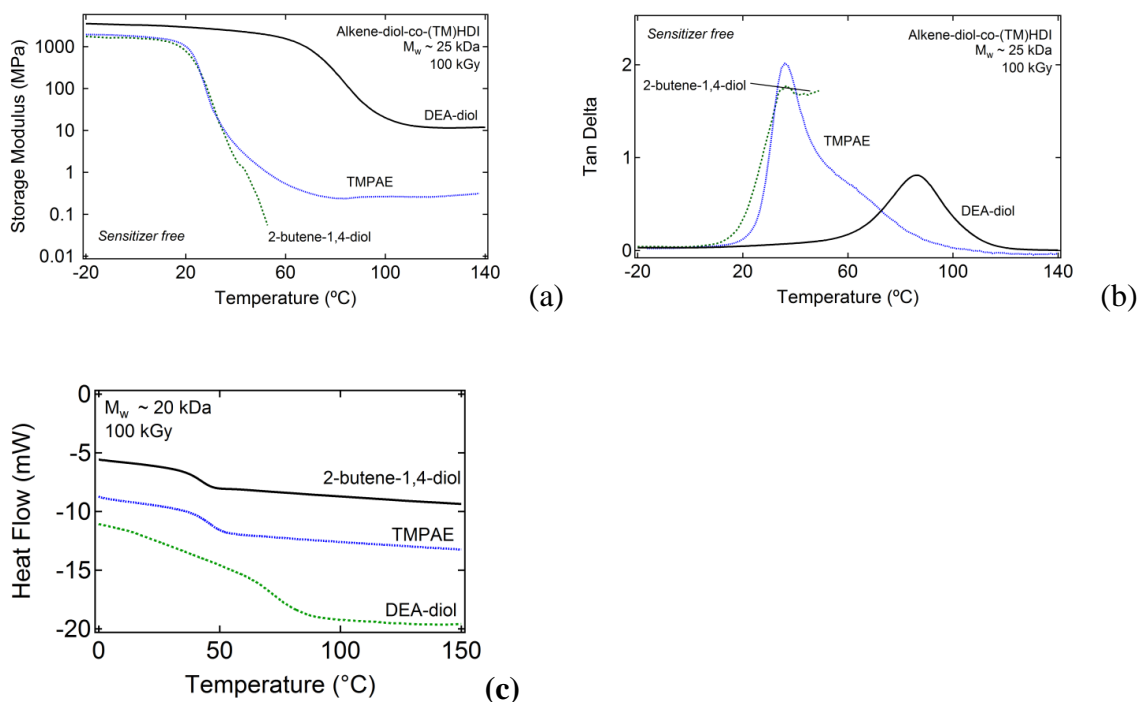 1000
100
10
1
0.1
0.01
Storage Modulus (MPa)
Alkene-diol-co-(TM)HDI
Mw ~ 25 kDa
100 kGy
DEA-diol
TMPAE
2-butene-1,4-diol
Sensitizer free
-20 20 60 100 140
Temperature (ºC)
(a)
Sensitizer free
Alkene-diol-co-(TM)HDI
Mw ~ 25 kDa
100 kGy
2-butene-1,4-diol
TMPAE
DEA-diol
2
1
0
Tan Delta
-20 20 60 100 140
Temperature (ºC)
(b)
0
-5
-10
-15
-20
Heat Flow (mW)
Mw ~ 20 kDa
100 kGy
2-butene-1,4-diol
TMPAE
DEA-diol
0 50 100 150
Temperature (°C)
(c)